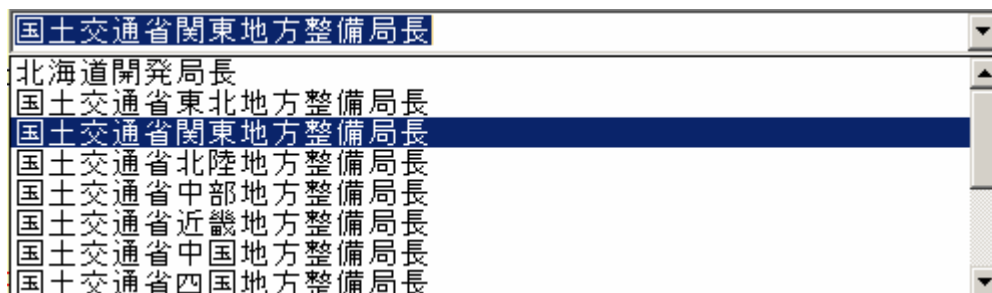 国土交通省関東地方整備局長
北海道開発局長
国土交通省東北地方整備局長
国土交通省関東地方整備局長
国土交通省北陸地方整備局長
国土交通省中部地方整備局長
国土交通省近畿地方整備局長
国土交通省中国地方整備局長
国土交通省四国地方整備局長